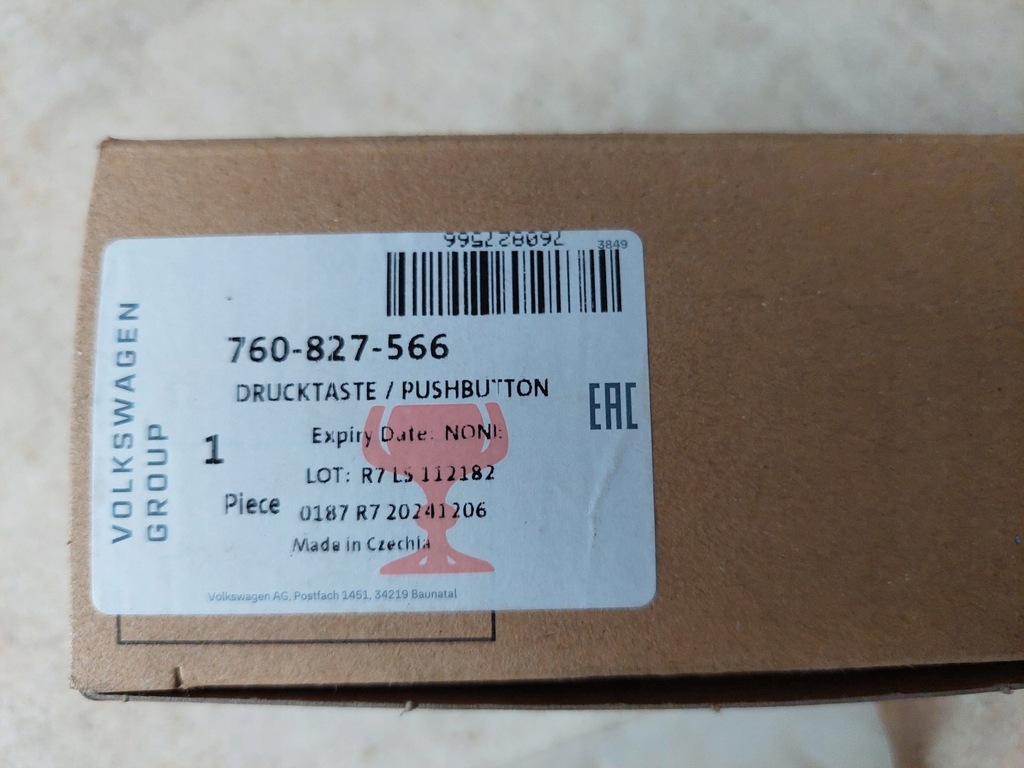 760827566
3849
VOLKSWAGEN
GROUP
760-827-566
DRUCKTASTE / PUSHBUTTON
EAC
1
Piece
Expiry Date: NONE
LOT: R7 LS 112182
0187 R7 20241206
Made in Czechia
Volkswagen AG, Postfach 1451, 34219 Baunatal